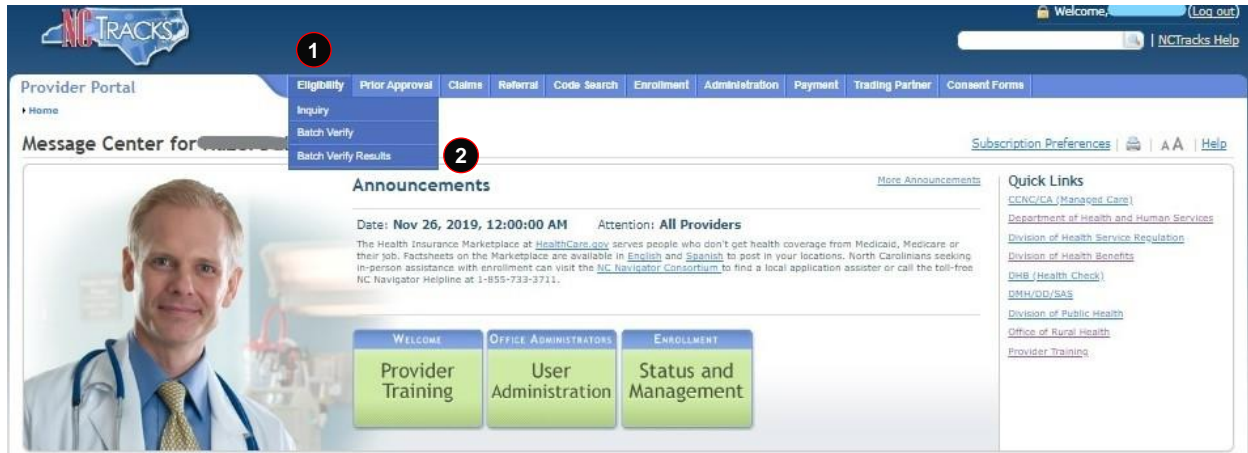 NCTRACKS
Welcome, (Log out)
NCTracks Help
1
Provider Portal
Eligibility Prior Approval Claims Referral Code Search Enrollment Administration Payment Trading Partner Consent Forms
Home
Inquiry
Batch Verify
Batch Verify Results
2
Message Center for
Subscription Preferences | AA | Help
Announcements
More Announcements
Date: Nov 26, 2019, 12:00:00 AM Attention: All Providers
The Health Insurance Marketplace at HealthCare.gov serves people who don't get health coverage from Medicaid, Medicare or
their job. Factsheets on the Marketplace are available in English and Spanish to post in your locations. North Carolinians seeking
in-person assistance with enrollment can visit the NC Navigator Consortium to find a local application assister or call the toll-free
NC Navigator Helpline at 1-855-733-3711.
WELCOME
Provider
Training
OFFICE ADMINISTRATORS
User
Administration
ENROLLMENT
Status and
Management
Quick Links
CCNC/CA (Managed Care)
Department of Health and Human Services
Division of Health Service Regulation
Division of Health Benefits
DHB (Health Check)
DMH/DD/SAS
Division of Public Health
Office of Rural Health
Provider Training